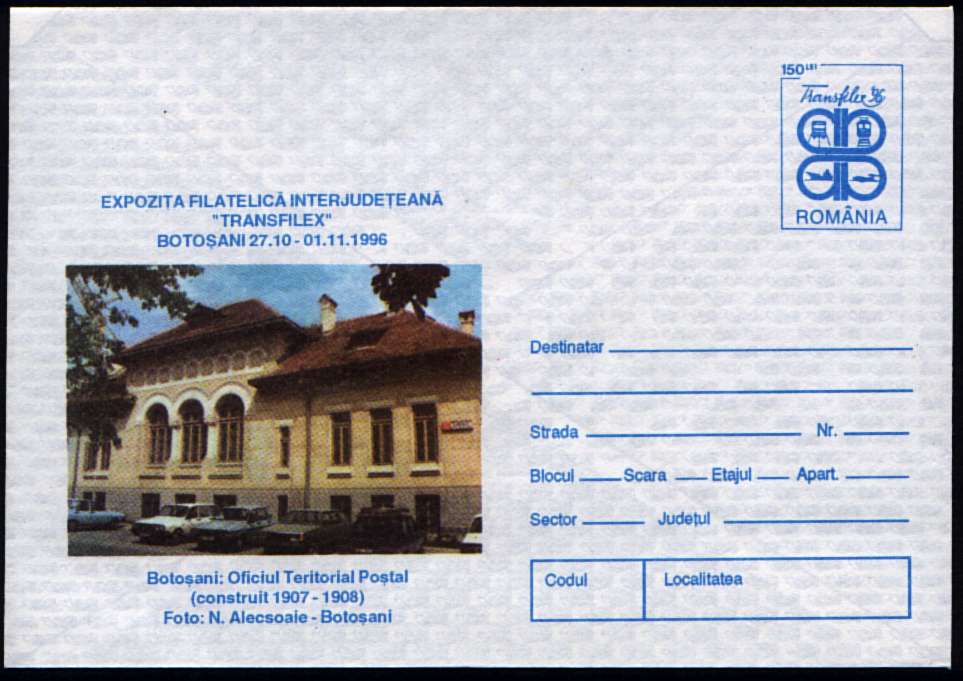 150 LEI
Transfilex '96
ROMÂNIA
EXPOZIȚA FILATELICĂ INTERJUDEȚEANĂ
"TRANSFILEX"
BOTOȘANI 27.10 - 01.11.1996
Botoșani: Oficiul Teritorial Poștal
(construit 1907 - 1908)
Foto: N. Alecsoaie - Botoșani
Destinatar
Strada Nr.
Blocul Scara Etajul Apart.
Sector Județul
Codul Localitatea